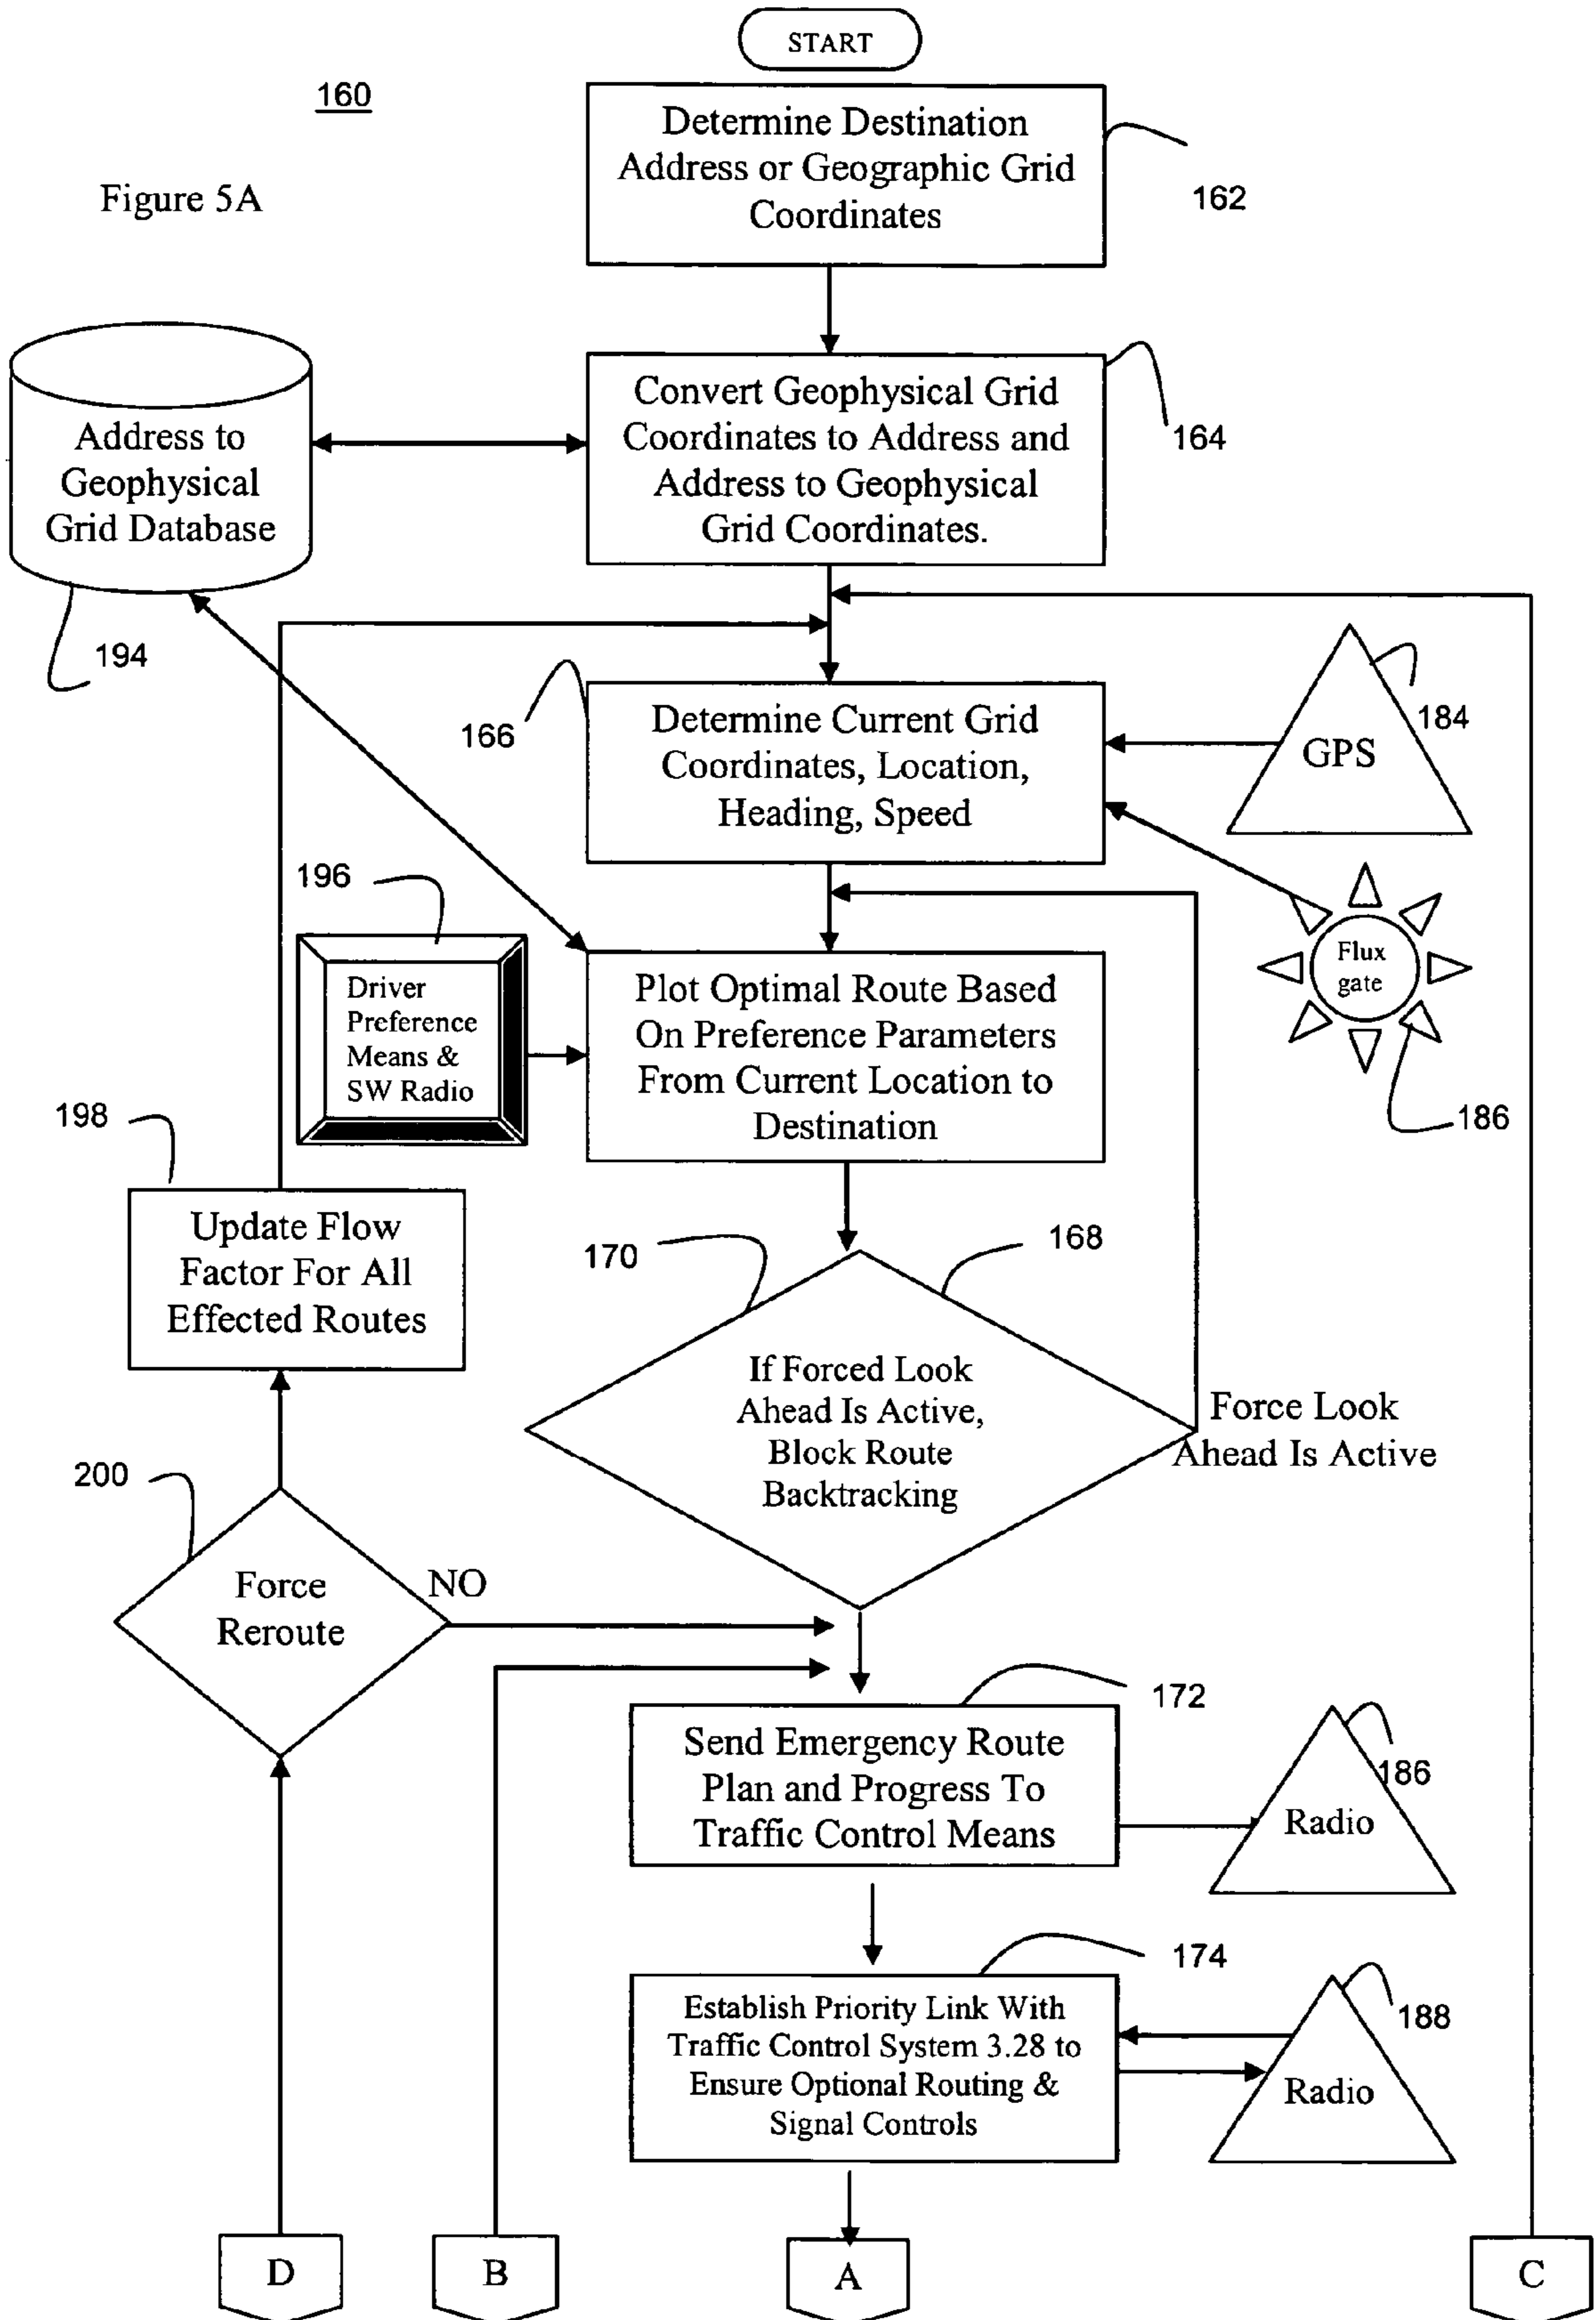 START
160
Determine Destination
Address or Geographic Grid
Coordinates
162
Figure 5A
Address to
Geophysical
Grid Database
Convert Geophysical Grid
Coordinates to Address and
Address to Geophysical
Grid Coordinates.
164
194
166
Determine Current Grid
Coordinates, Location,
Heading, Speed
184
GPS
196
Driver
Preference
Means &
SW Radio
Plot Optimal Route Based
On Preference Parameters
From Current Location to
Destination
Flux
gate
186
198
Update Flow
Factor For All
Effected Routes
170
168
If Forced Look
Ahead Is Active,
Block Route
Backtracking
Force Look
Ahead Is Active
200
Force
Reroute
NO
172
Send Emergency Route
Plan and Progress To
Traffic Control Means
186
Radio
174
Establish Priority Link With
Traffic Control System 3.28 to
Ensure Optional Routing &
Signal Controls
188
Radio
D
B
A
C